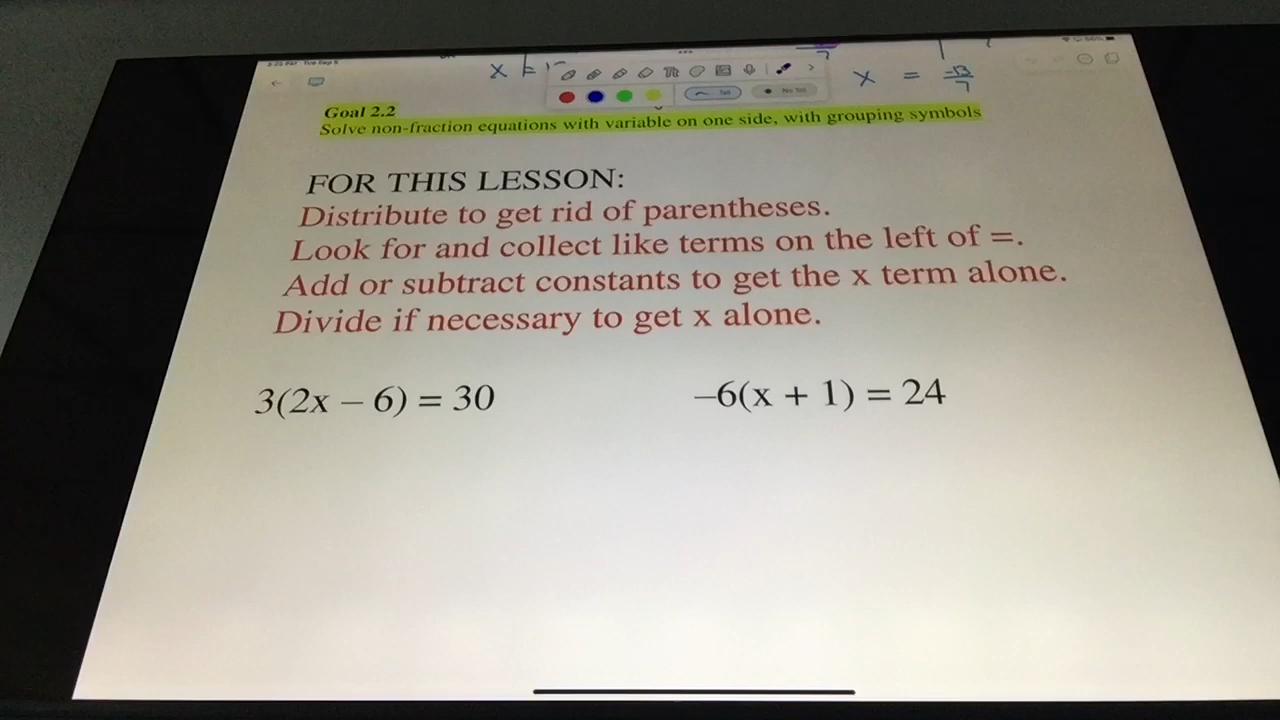 x = -13/7
Goal 2.2
Solve non-fraction equations with variable on one side, with grouping symbols
FOR THIS LESSON:
Distribute to get rid of parentheses.
Look for and collect like terms on the left of =.
Add or subtract constants to get the x term alone.
Divide if necessary to get x alone.
3(2x – 6) = 30
–6(x + 1) = 24